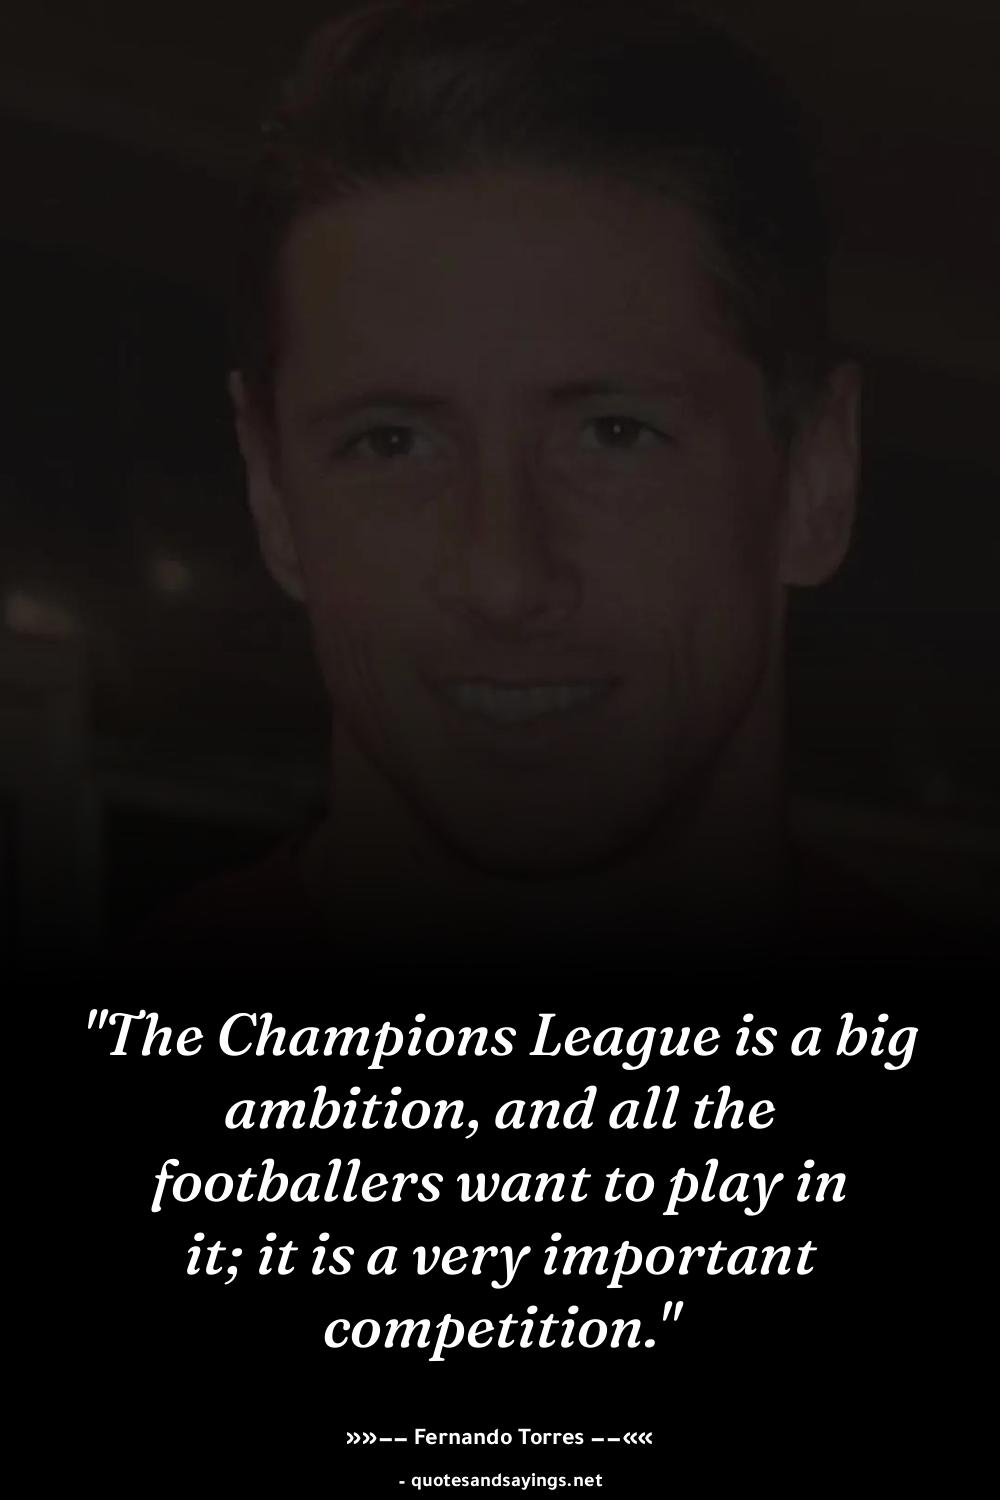 "The Champions League is a big
ambition, and all the
footballers want to play in
it; it is a very important
competition."
»»–– Fernando Torres ––««
- quotesandsayings.net